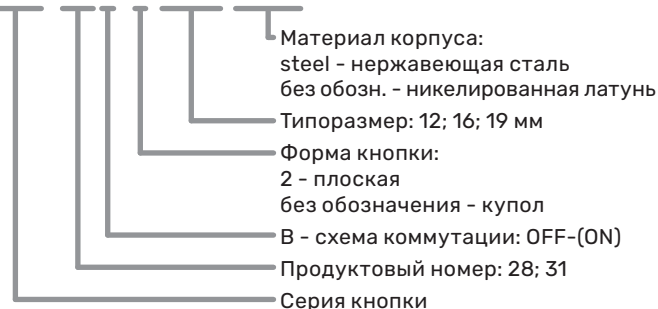 Материал корпуса:
steel - нержавеющая сталь
без обозн. - никелированная латунь
Типоразмер: 12; 16; 19 мм
Форма кнопки:
2 - плоская
без обозначения - купол
В - схема коммутации: OFF-(ON)
Продуктовый номер: 28; 31
Серия кнопки